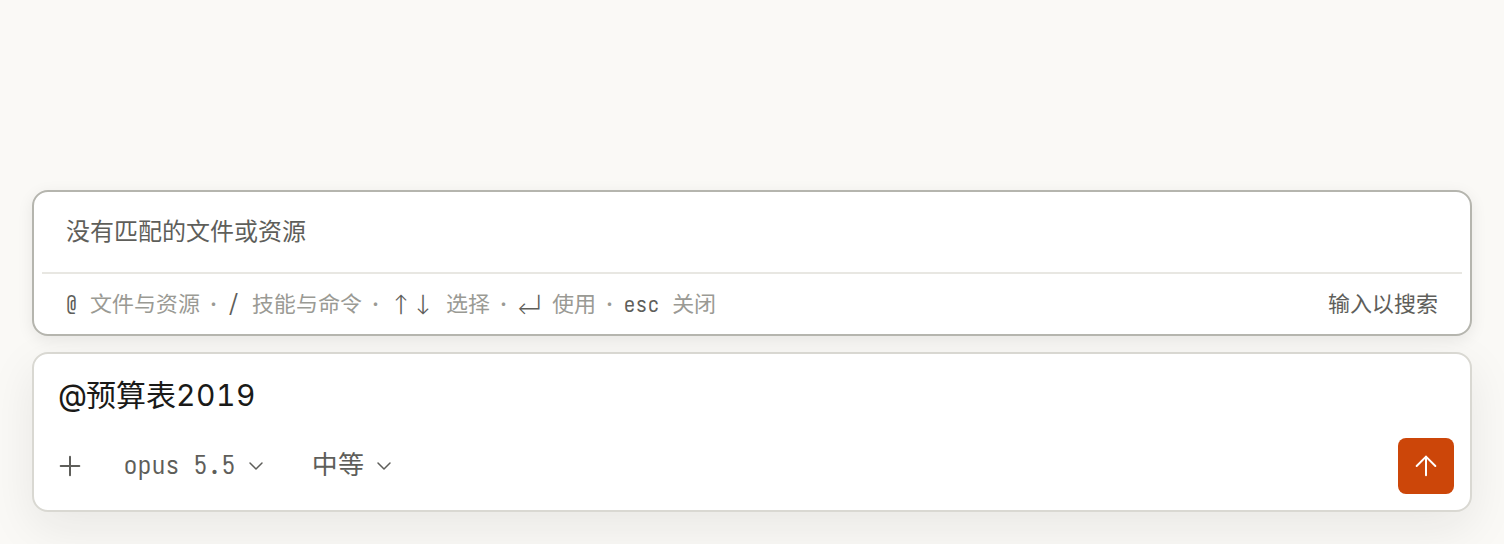 没有匹配的文件或资源
@ 文件与资源 · / 技能与命令 · ↑↓ 选择 · ↵ 使用 · esc 关闭 输入以搜索
@预算表2019
opus 5.5 中等